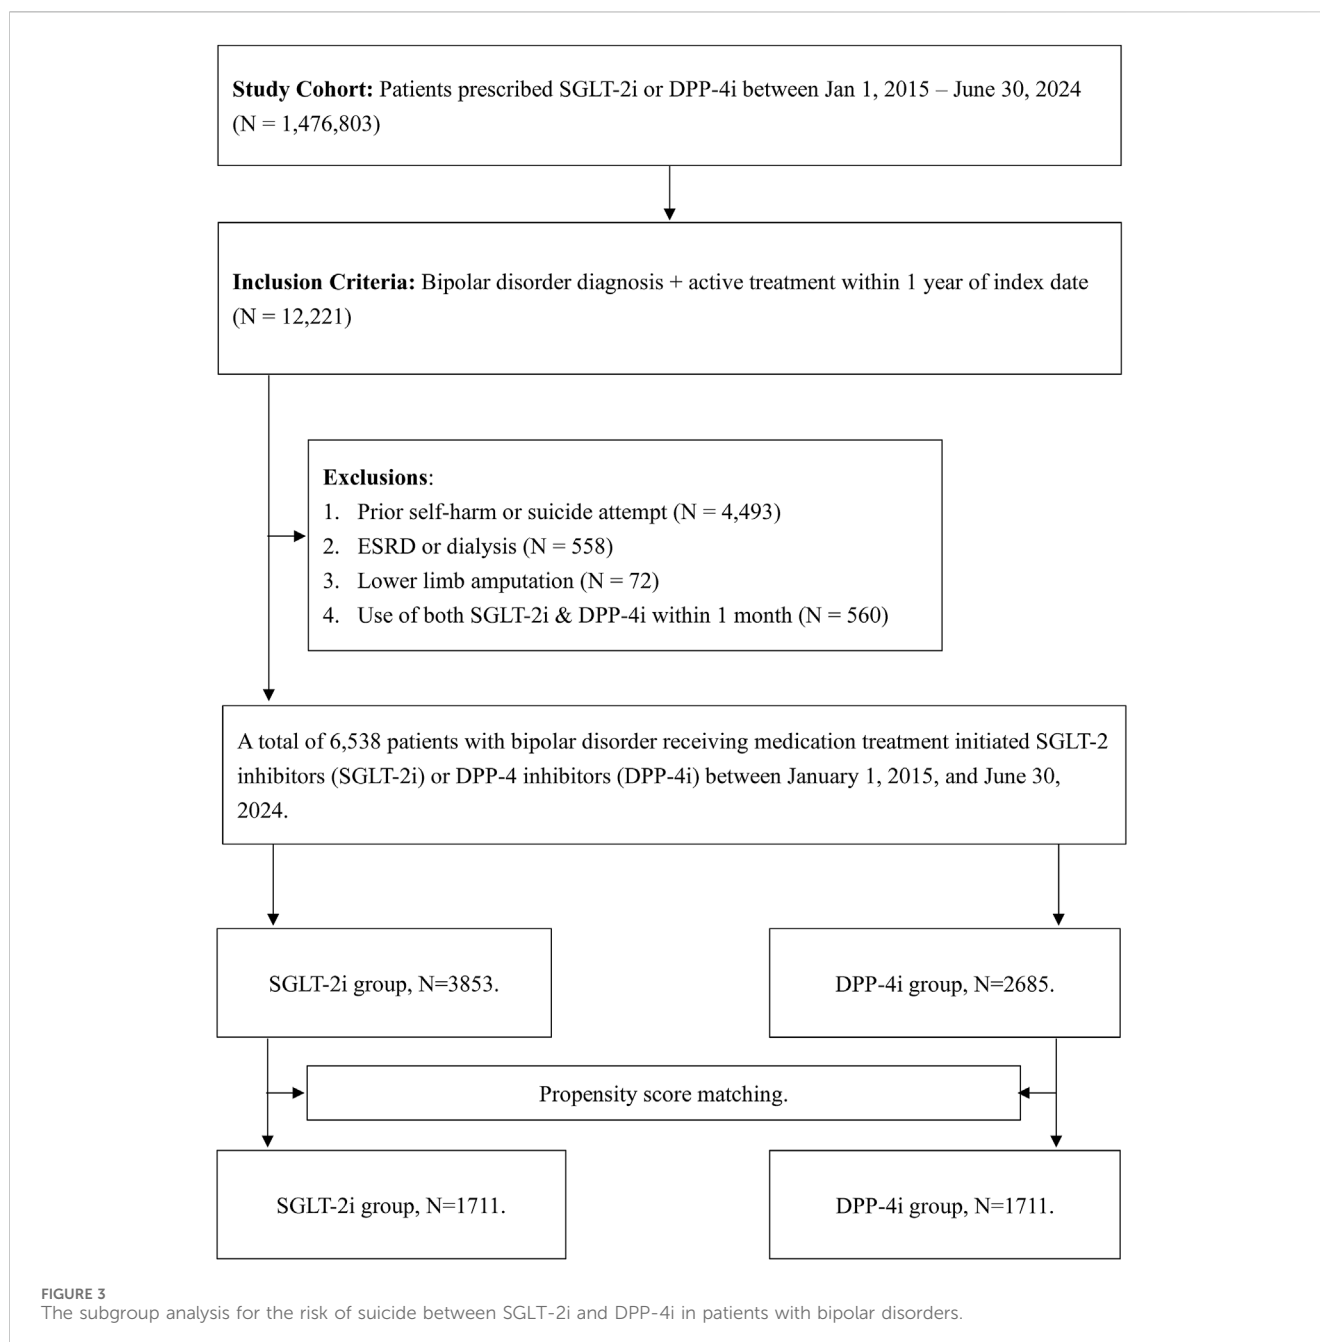 Study Cohort: Patients prescribed SGLT-2i or DPP-4i between Jan 1, 2015 – June 30, 2024
(N = 1,476,803)
Inclusion Criteria: Bipolar disorder diagnosis + active treatment within 1 year of index date
(N = 12,221)
Exclusions:
1. Prior self-harm or suicide attempt (N = 4,493)
2. ESRD or dialysis (N = 558)
3. Lower limb amputation (N = 72)
4. Use of both SGLT-2i & DPP-4i within 1 month (N = 560)
A total of 6,538 patients with bipolar disorder receiving medication treatment initiated SGLT-2
inhibitors (SGLT-2i) or DPP-4 inhibitors (DPP-4i) between January 1, 2015, and June 30,
2024.
SGLT-2i group, N=3853.
DPP-4i group, N=2685.
Propensity score matching.
SGLT-2i group, N=1711.
DPP-4i group, N=1711.
FIGURE 3
The subgroup analysis for the risk of suicide between SGLT-2i and DPP-4i in patients with bipolar disorders.